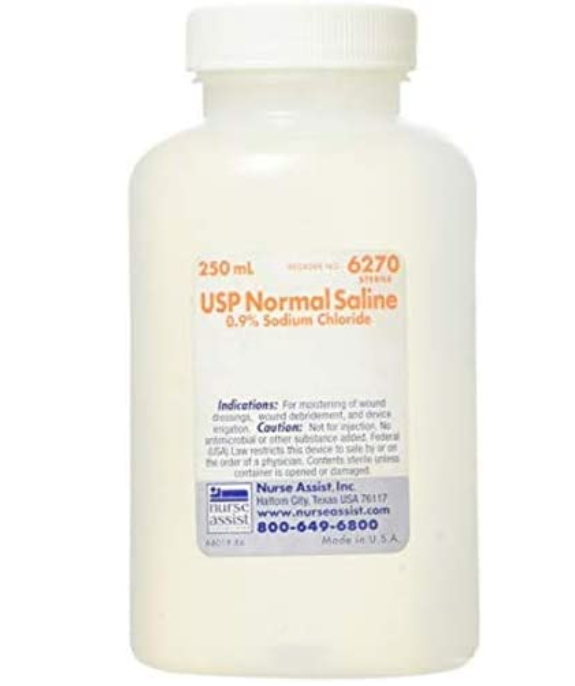 250 mL REORDER NO. 6270
STERILE
USP Normal Saline
0.9% Sodium Chloride
Indications: For moistening of wound
dressings, wound debridement, and device
irrigation. Caution: Not for injection. No
antimicrobial or other substance added. Federal
(USA) Law restricts this device to sale by or on
the order of a physician. Contents sterile unless
container is opened or damaged.
nurse
assist
Nurse Assist, Inc.
Haltom City, Texas USA 76117
www.nurseassist.com
800-649-6800
Made in U.S.A.